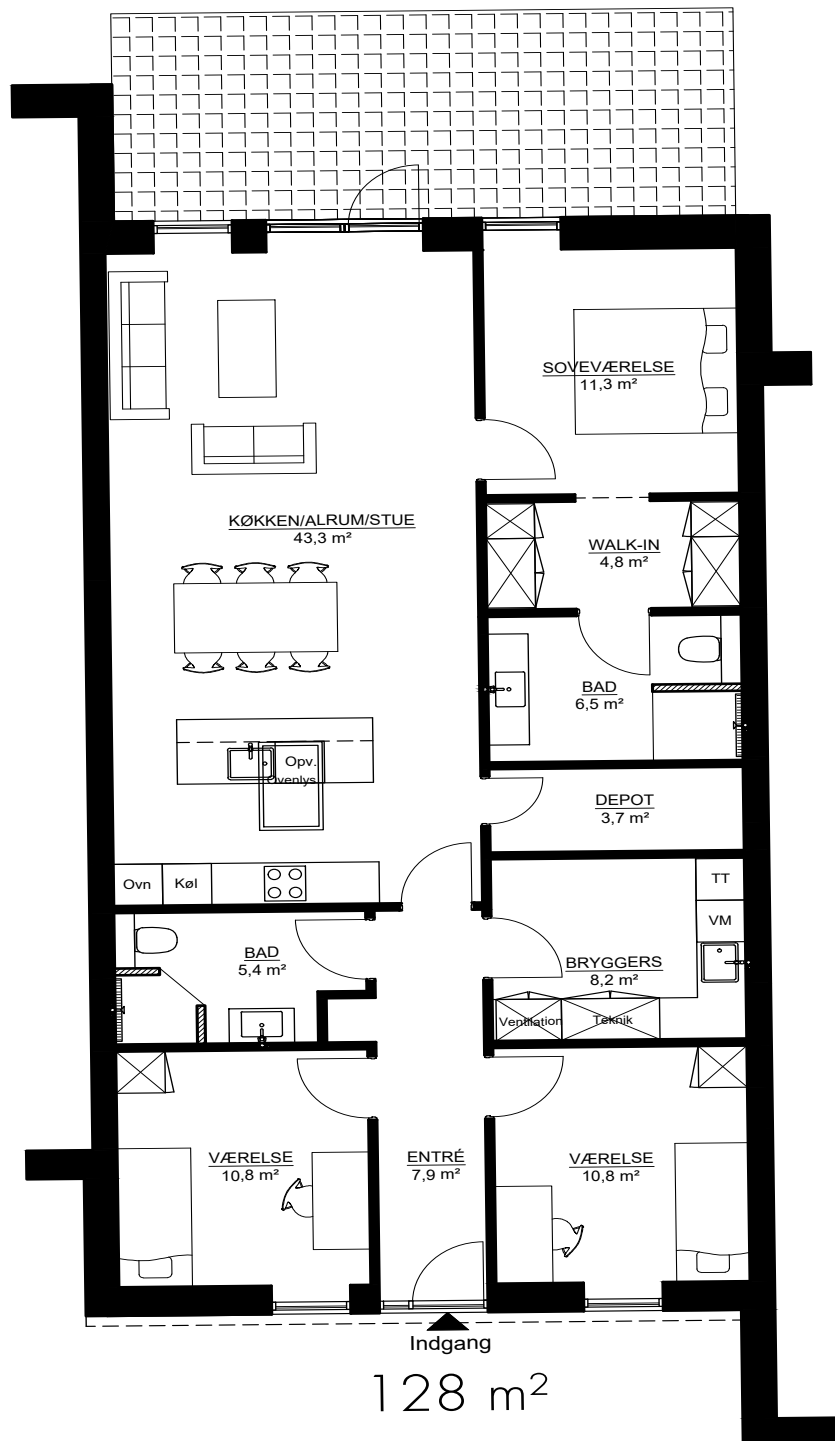 SOVEVÆRELSE
11,3 m²
KØKKEN/ALRUM/STUE
43,3 m²
WALK-IN
4,8 m²
BAD
6,5 m²
Opv.
Ovenlys
DEPOT
3,7 m²
Ovn
Køl
TT
VM
BAD
5,4 m²
BRYGGERS
8,2 m²
Ventilation
Teknik
VÆRELSE
10,8 m²
ENTRÉ
7,9 m²
VÆRELSE
10,8 m²
Indgang
128 m²